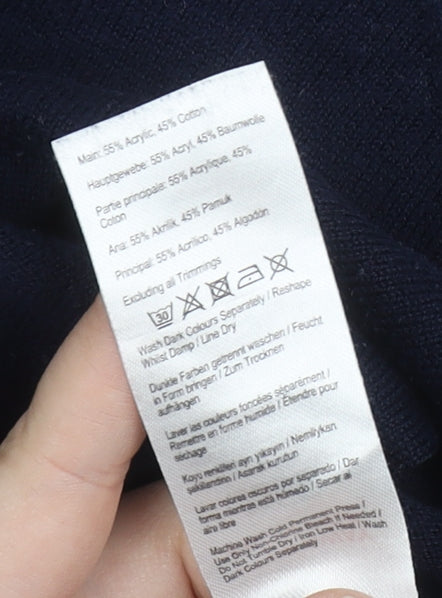 Main: 55% Acrylic, 45% Cotton
Hauptgewebe: 55% Acryl, 45% Baumwolle
Partie principale: 55% Acrylique, 45%
Coton
Ana: 55% Akrilik, 45% Pamuk
Principal: 55% Acrílico, 45% Algodón
Excluding all Trimmings
30
Wash Dark Colours Separately / Reshape
Whilst Damp / Line Dry
Dunkle Farben getrennt waschen / Feucht
in Form bringen / Zum Trocknen
aufhängen
Laver les couleurs foncées séparément /
Remettre en forme humide / Étendre pour
séchage
Koyu renklileri ayrı yıkayın / Nemliyken
şekillendirin / Asarak kurutun
Lavar colores oscuros por separado / Dar
forma mientras está húmedo / Secar al
aire libre
Machine Wash Cold Permanent Press /
Use Only Non-Chlorine Bleach If Needed /
Do Not Tumble Dry / Iron Low Heat / Wash
Dark Colours Separately